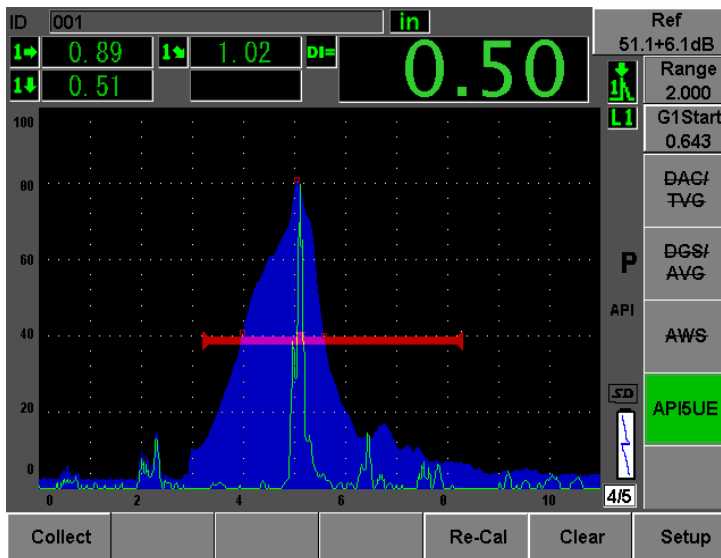 ID 001 in Ref
51.1+6.1dB
1 0.89 1 1.02 DI= 0.50
1 0.51
1 Range
2.000
L1 G1Start
0.643
100
80
60
40
20
0
0 2 4 6 8 10
DAC/
TVG
P DGS/
AVG
API
AWS
SD
API5UE
4/5
Collect Re-Cal Clear Setup